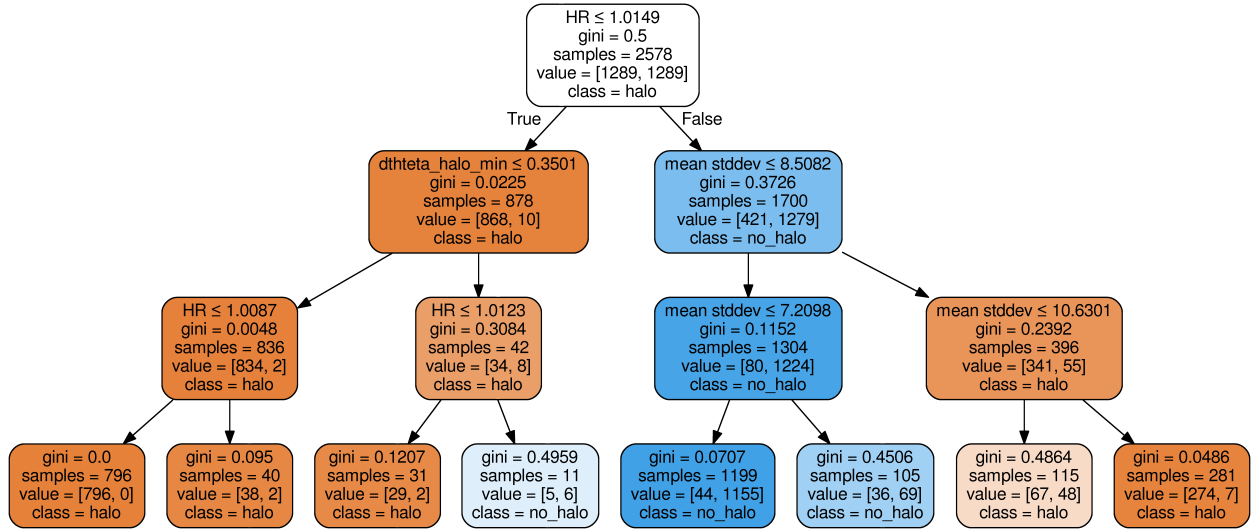 HR ≤ 1.0149
gini = 0.5
samples = 2578
value = [1289, 1289]
class = halo
True
False
dthteta_halo_min ≤ 0.3501
gini = 0.0225
samples = 878
value = [868, 10]
class = halo
mean stddev ≤ 8.5082
gini = 0.3726
samples = 1700
value = [421, 1279]
class = no_halo
HR ≤ 1.0087
gini = 0.0048
samples = 836
value = [834, 2]
class = halo
HR ≤ 1.0123
gini = 0.3084
samples = 42
value = [34, 8]
class = halo
mean stddev ≤ 7.2098
gini = 0.1152
samples = 1304
value = [80, 1224]
class = no_halo
mean stddev ≤ 10.6301
gini = 0.2392
samples = 396
value = [341, 55]
class = halo
gini = 0.0
samples = 796
value = [796, 0]
class = halo
gini = 0.095
samples = 40
value = [38, 2]
class = halo
gini = 0.1207
samples = 31
value = [29, 2]
class = halo
gini = 0.4959
samples = 11
value = [5, 6]
class = no_halo
gini = 0.0707
samples = 1199
value = [44, 1155]
class = no_halo
gini = 0.4506
samples = 105
value = [36, 69]
class = no_halo
gini = 0.4864
samples = 115
value = [67, 48]
class = halo
gini = 0.0486
samples = 281
value = [274, 7]
class = halo